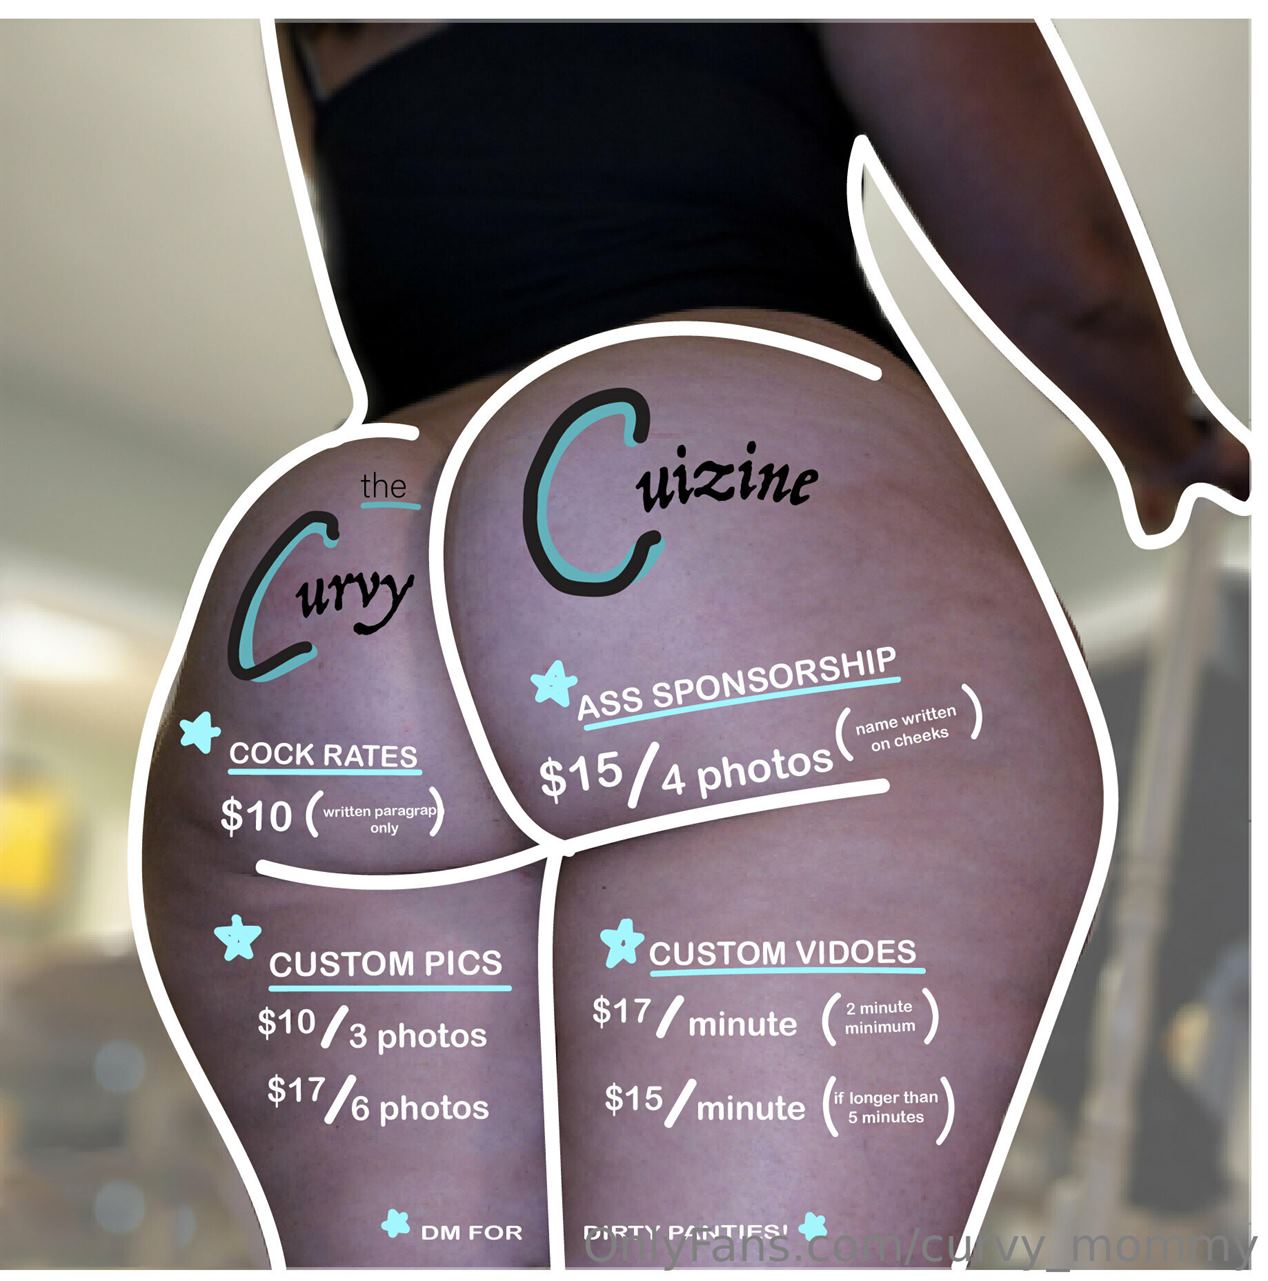 the
Curvy
Cuizine
COCK RATES
$10 (written paragraph
only)
ASS SPONSORSHIP
$15/4 photos (name written
on cheeks)
CUSTOM PICS
$10/3 photos
$17/6 photos
CUSTOM VIDOES
$17/minute (2 minute
minimum)
$15/minute (if longer than
5 minutes)
DM FOR DIRTY PANTIES!
OnlyFans.com/curvy_mommy